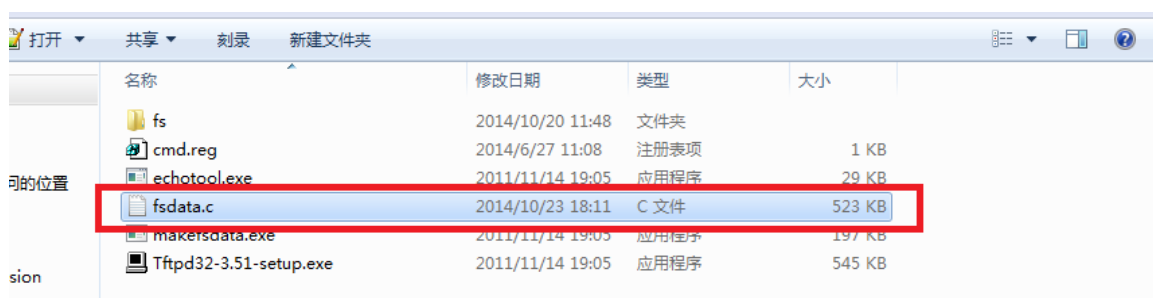 打开 共享 刻录 新建文件夹
名称 修改日期 类型 大小
fs 2014/10/20 11:48 文件夹
cmd.reg 2014/6/27 11:08 注册表项 1 KB
问的位置
echotool.exe 2011/11/14 19:05 应用程序 29 KB
fsdata.c 2014/10/23 18:11 C 文件 523 KB
makefsdata.exe 2011/11/14 19:05 应用程序 197 KB
Tftpd32-3.51-setup.exe 2011/11/14 19:05 应用程序 545 KB
sion